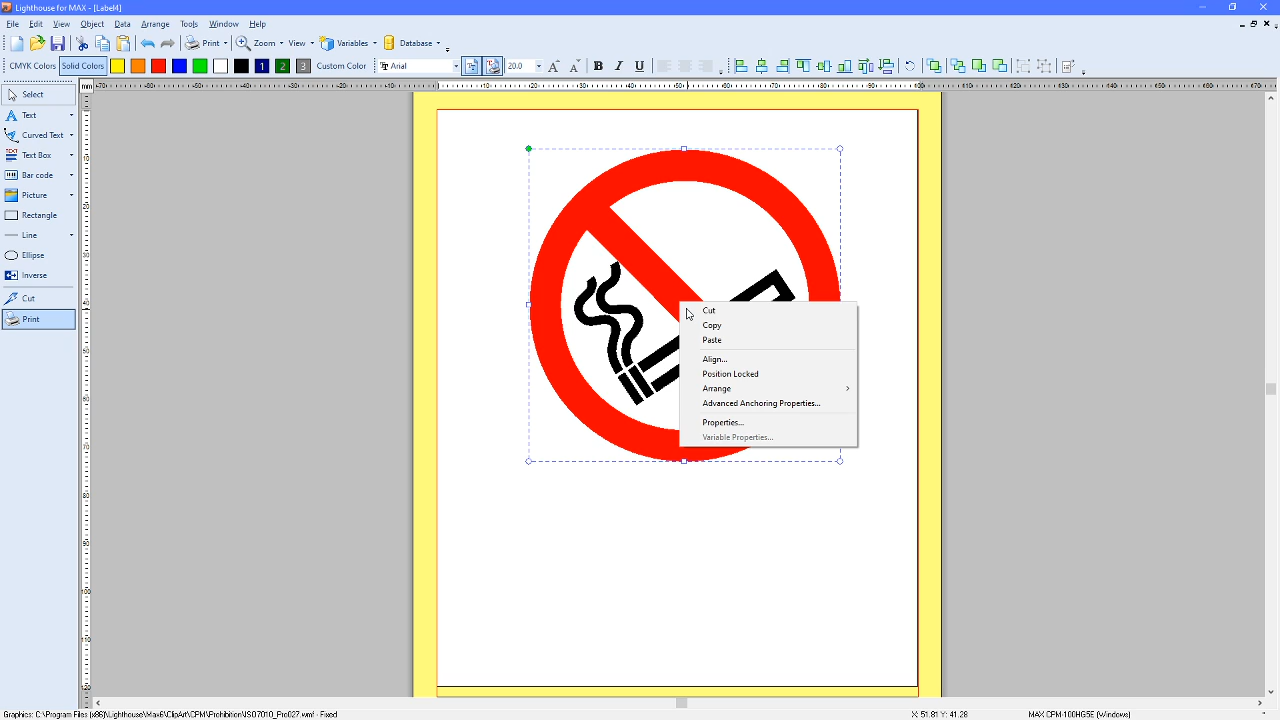 Lighthouse for MAX - [Label4]
File Edit View Object Data Arrange Tools Window Help
Print Zoom View Variables Database
CMYK Colors Solid Colors 1 2 3 Custom Color Arial 20.0 B I U
mm
Select
Text
Curved Text
Text Box
Bar code
Picture
Rectangle
Line
Ellipse
Inverse
Cut
Print
Cut
Copy
Paste
Align...
Position Locked
Arrange
Advanced Anchoring Properties...
Properties...
Variable Properties...
Graphics: C:\Program Files (x86)\Lighthouse\Max6\ClipArt\CPM\Prohibition\ISO7010_Pro027.wmf - Fixed X: 51.81 Y: 41.28 MAX CPM-100HG5E (Windows)